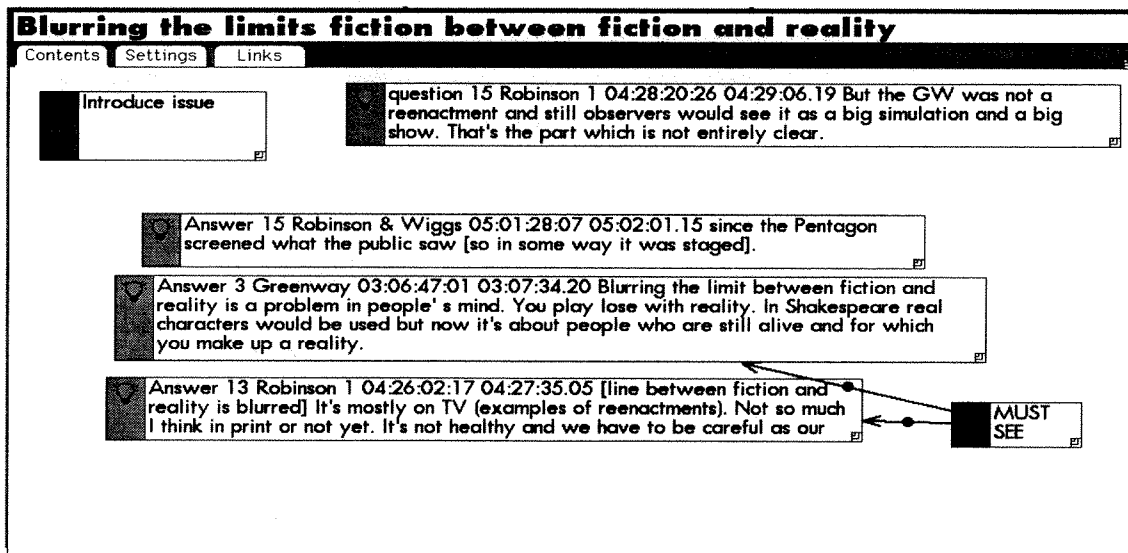 Blurring the limits fiction between fiction and reality
Contents Settings Links
Introduce issue
question 15 Robinson 1 04:28:20:26 04:29:06.19 But the GW was not a
reenactment and still observers would see it as a big simulation and a big
show. That's the part which is not entirely clear.
Answer 15 Robinson & Wiggs 05:01:28:07 05:02:01.15 since the Pentagon
screened what the public saw [so in some way it was staged].
Answer 3 Greenway 03:06:47:01 03:07:34.20 Blurring the limit between fiction and
reality is a problem in people' s mind. You play lose with reality. In Shakespeare real
characters would be used but now it's about people who are still alive and for which
you make up a reality.
Answer 13 Robinson 1 04:26:02:17 04:27:35.05 [line between fiction and
reality is blurred] It's mostly on TV (examples of reenactments). Not so much
I think in print or not yet. It's not healthy and we have to be careful as our
MUST
SEE